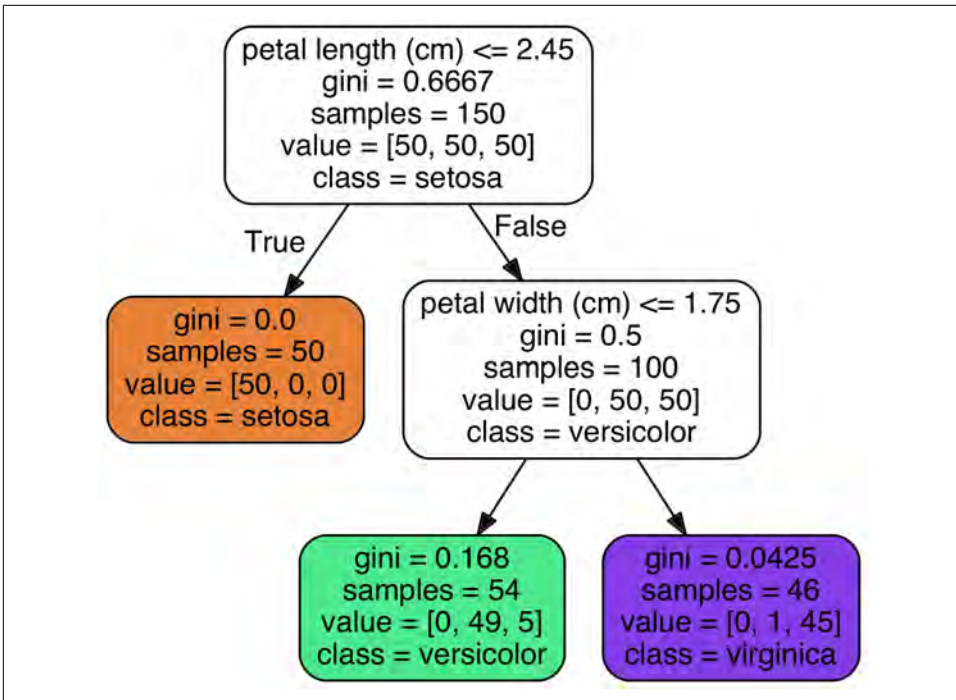 petal length (cm) <= 2.45
gini = 0.6667
samples = 150
value = [50, 50, 50]
class = setosa
True
False
gini = 0.0
samples = 50
value = [50, 0, 0]
class = setosa
petal width (cm) <= 1.75
gini = 0.5
samples = 100
value = [0, 50, 50]
class = versicolor
gini = 0.168
samples = 54
value = [0, 49, 5]
class = versicolor
gini = 0.0425
samples = 46
value = [0, 1, 45]
class = virginica